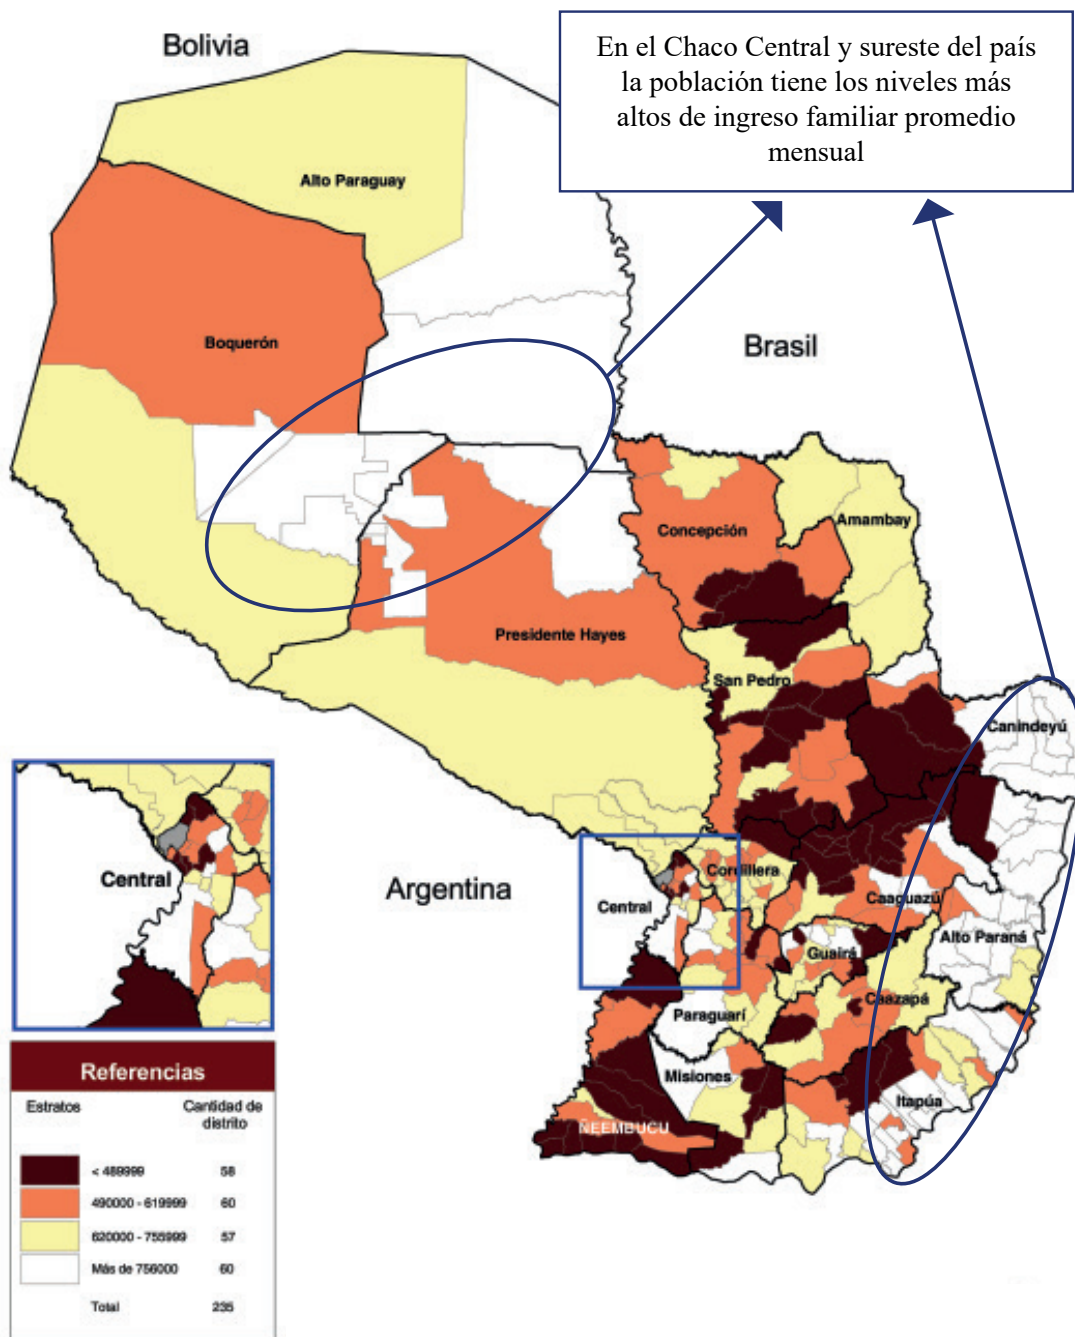 Bolivia
En el Chaco Central y sureste del país
la población tiene los niveles más
altos de ingreso familiar promedio
mensual
Alto Paraguay
Boquerón
Brasil
Concepción
Amambay
Presidente Hayes
San Pedro
Canindeyú
Central
Argentina
Cordillera
Central
Caaguazú
Alto Paraná
Guairá
Caazapá
Paraguarí
Misiones
Itapúa
ÑEEMBUCU
Referencias
Estratos
Cantidad de
distrito
< 489999 58
490000 - 619999 60
620000 - 755999 57
Más de 756000 60
Total 235